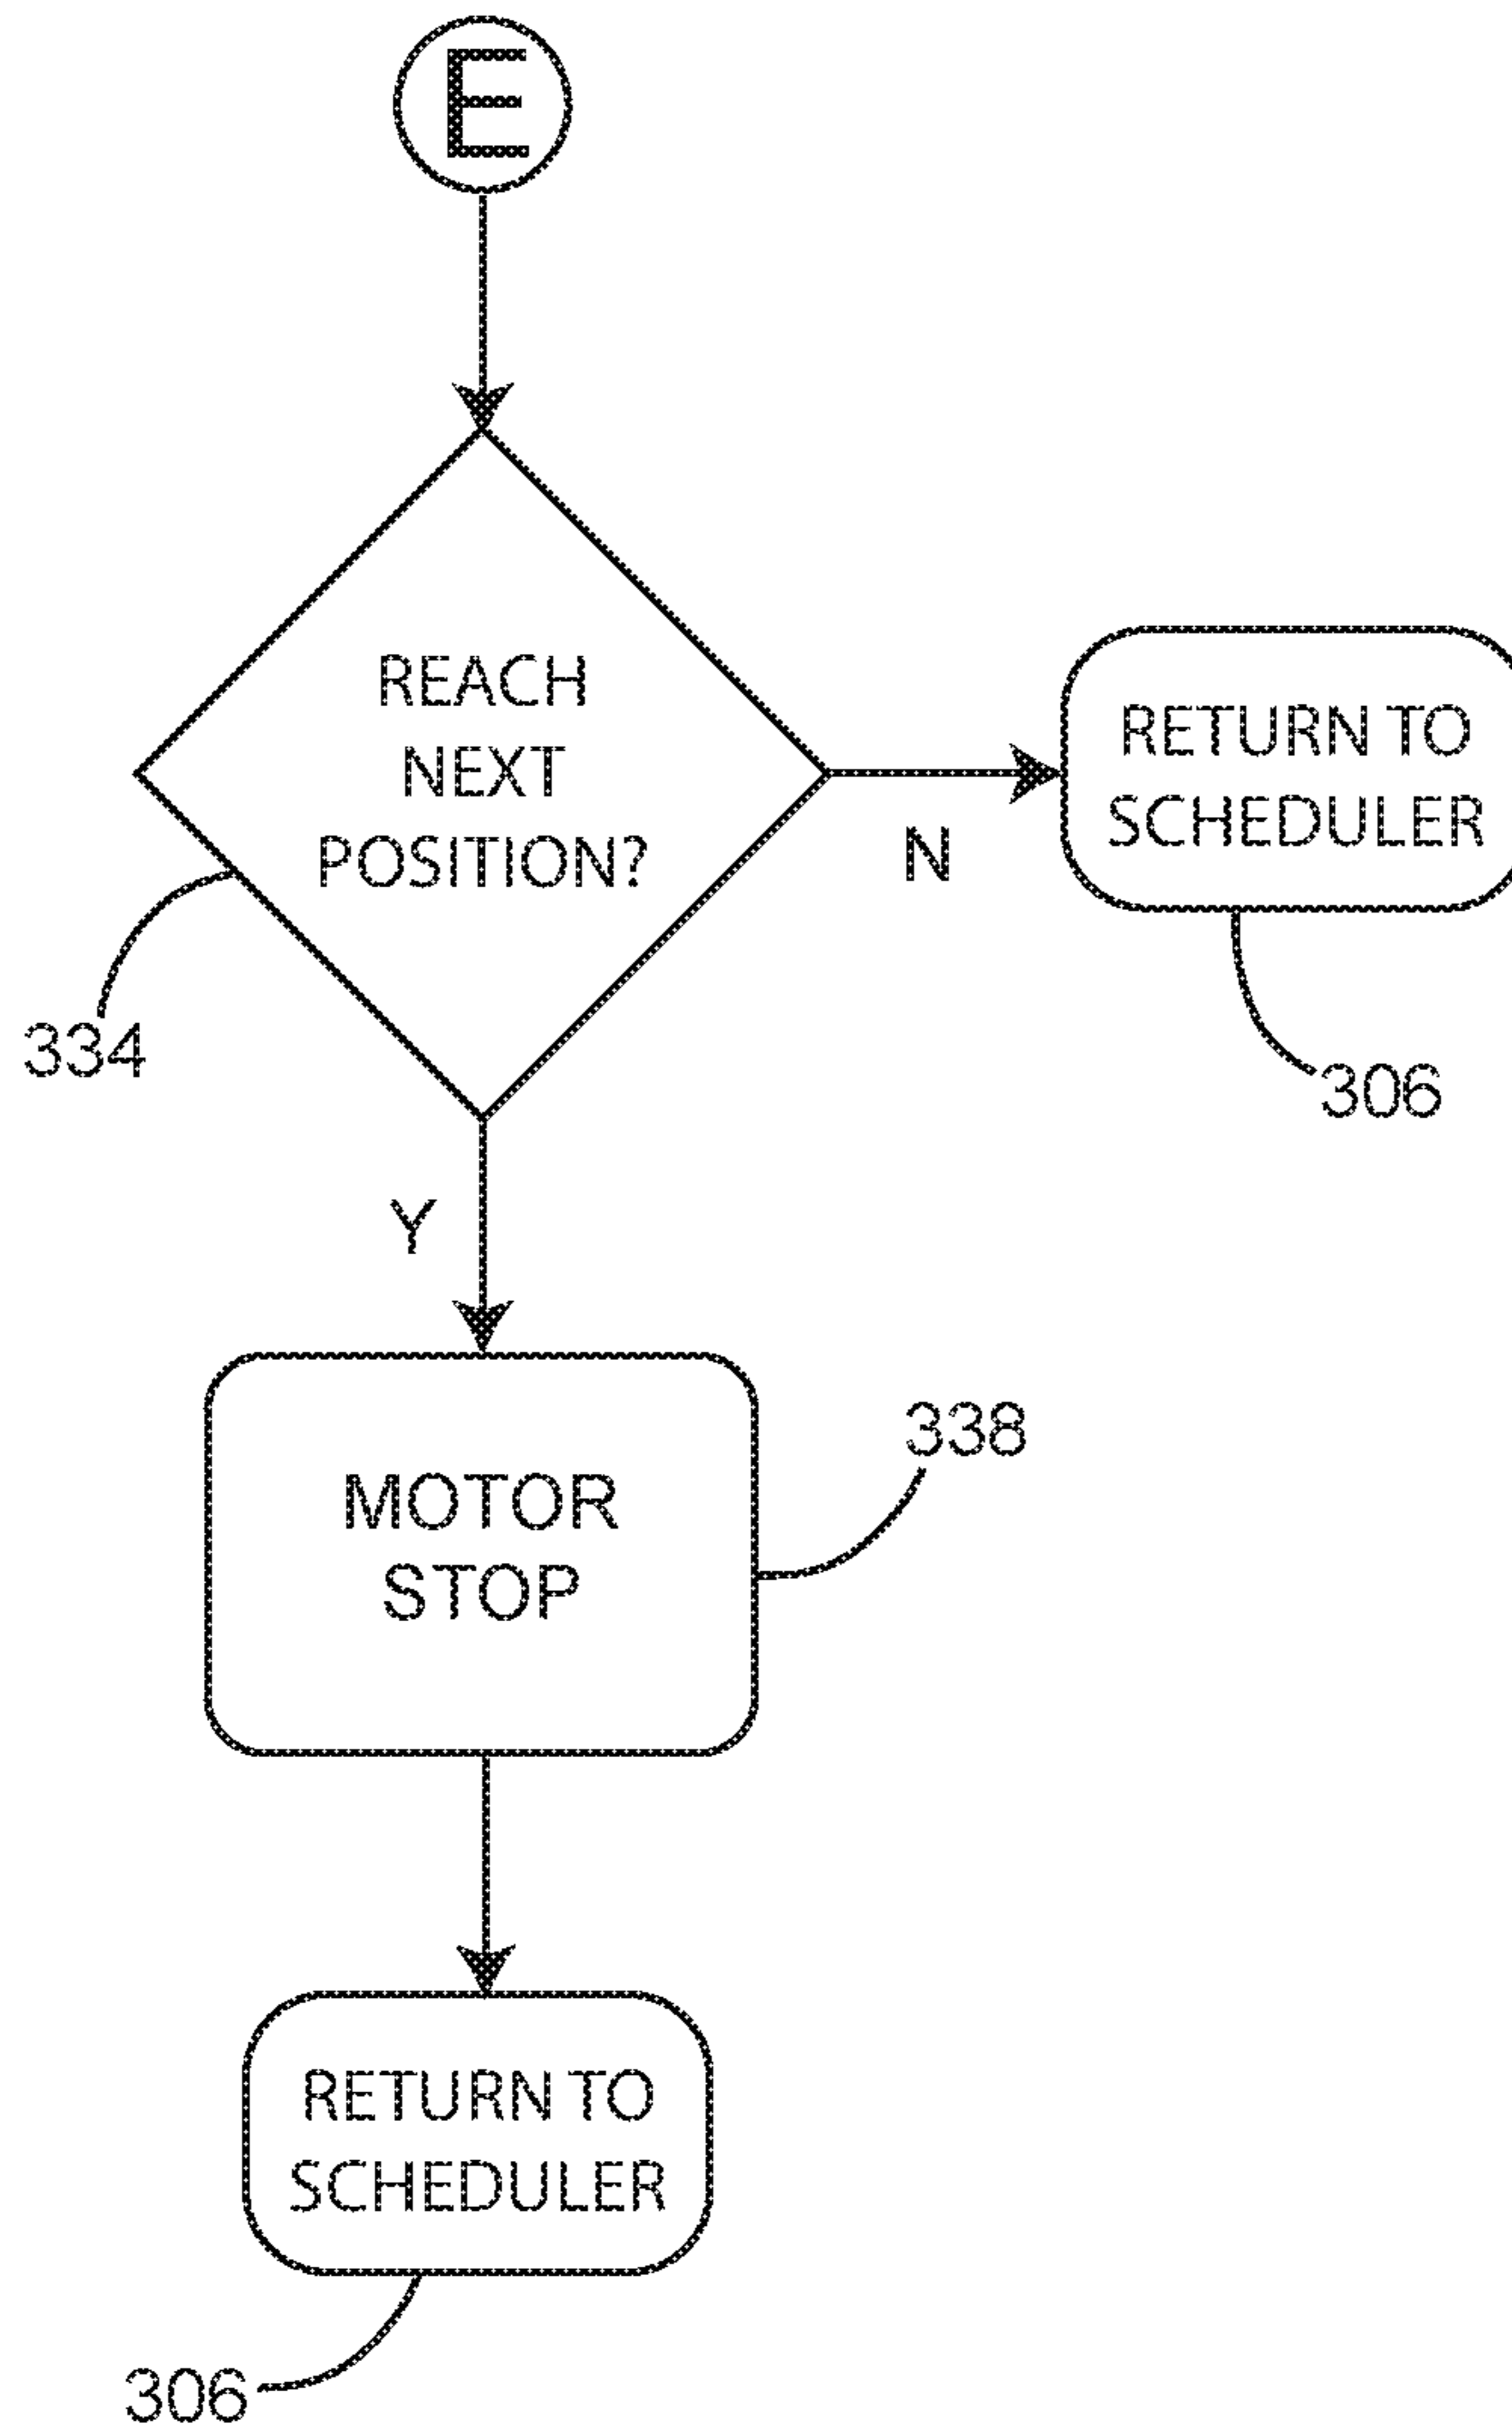 E
REACH
NEXT
POSITION?
N
RETURN TO
SCHEDULER
334
306
Y
MOTOR
STOP
338
RETURN TO
SCHEDULER
306